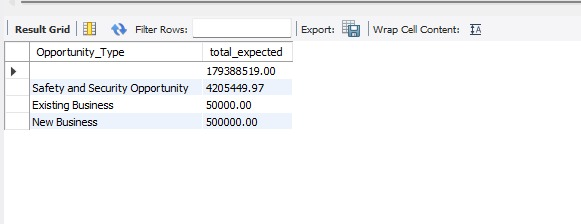 Result Grid Filter Rows: Export: Wrap Cell Content: IA
Opportunity_Type total_expected
179388519.00
Safety and Security Opportunity 4205449.97
Existing Business 50000.00
New Business 500000.00